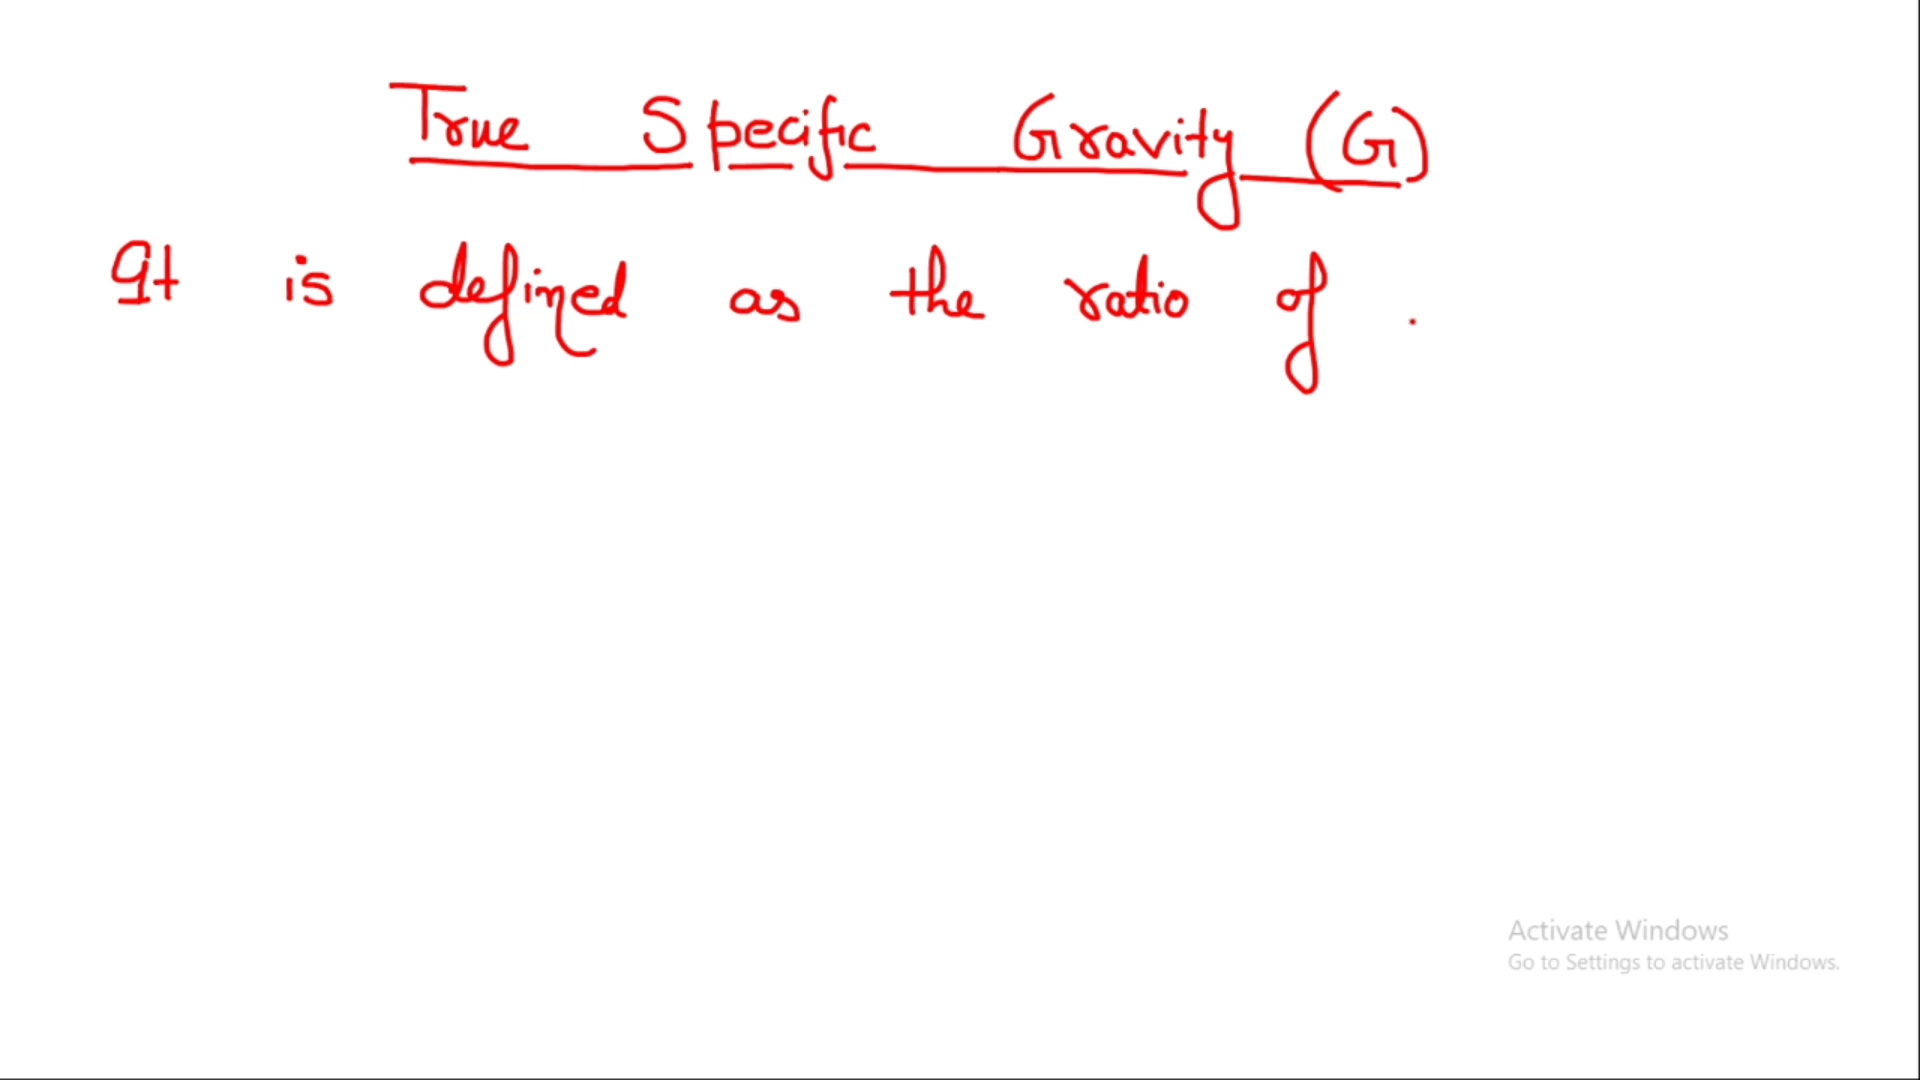 True Specific Gravity (G)
It is defined as the ratio of .
Activate Windows
Go to Settings to activate Windows.